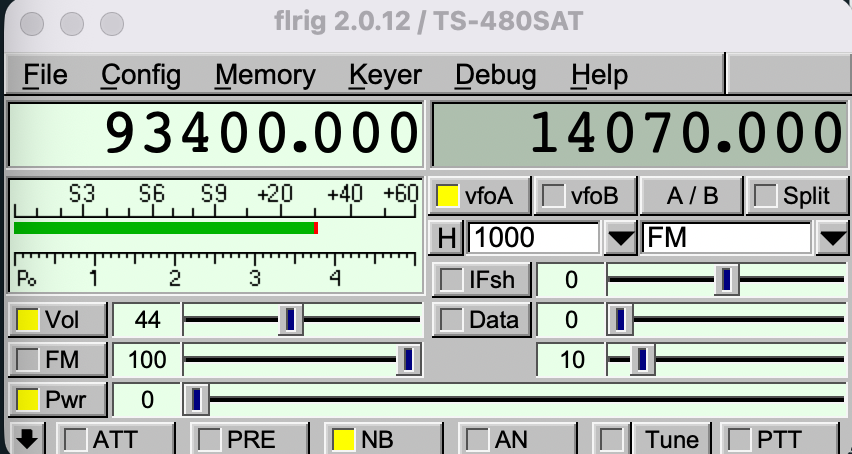 flrig 2.0.12 / TS-480SAT
File Config Memory Keyer Debug Help
93400.000 14070.000
S3 S6 S9 +20 +40 +60
Po 1 2 3 4
vfoA vfoB A / B Split
H 1000 FM
IFsh 0
Vol 44 Data 0
FM 100 10
Pwr 0
ATT PRE NB AN Tune PTT